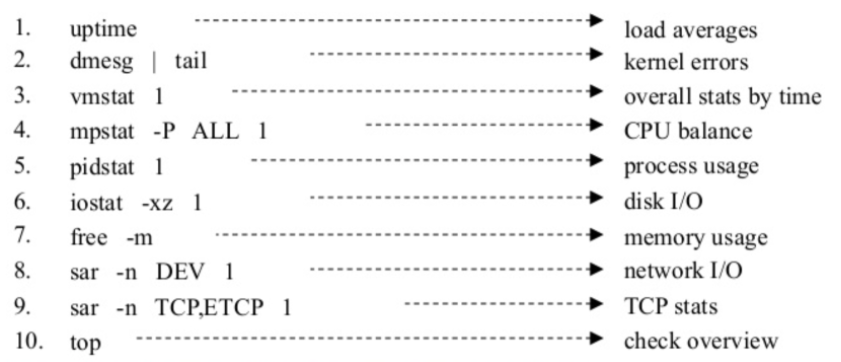 1. uptime load averages
2. dmesg | tail kernel errors
3. vmstat 1 overall stats by time
4. mpstat -P ALL 1 CPU balance
5. pidstat 1 process usage
6. iostat -xz 1 disk I/O
7. free -m memory usage
8. sar -n DEV 1 network I/O
9. sar -n TCP,ETCP 1 TCP stats
10. top check overview